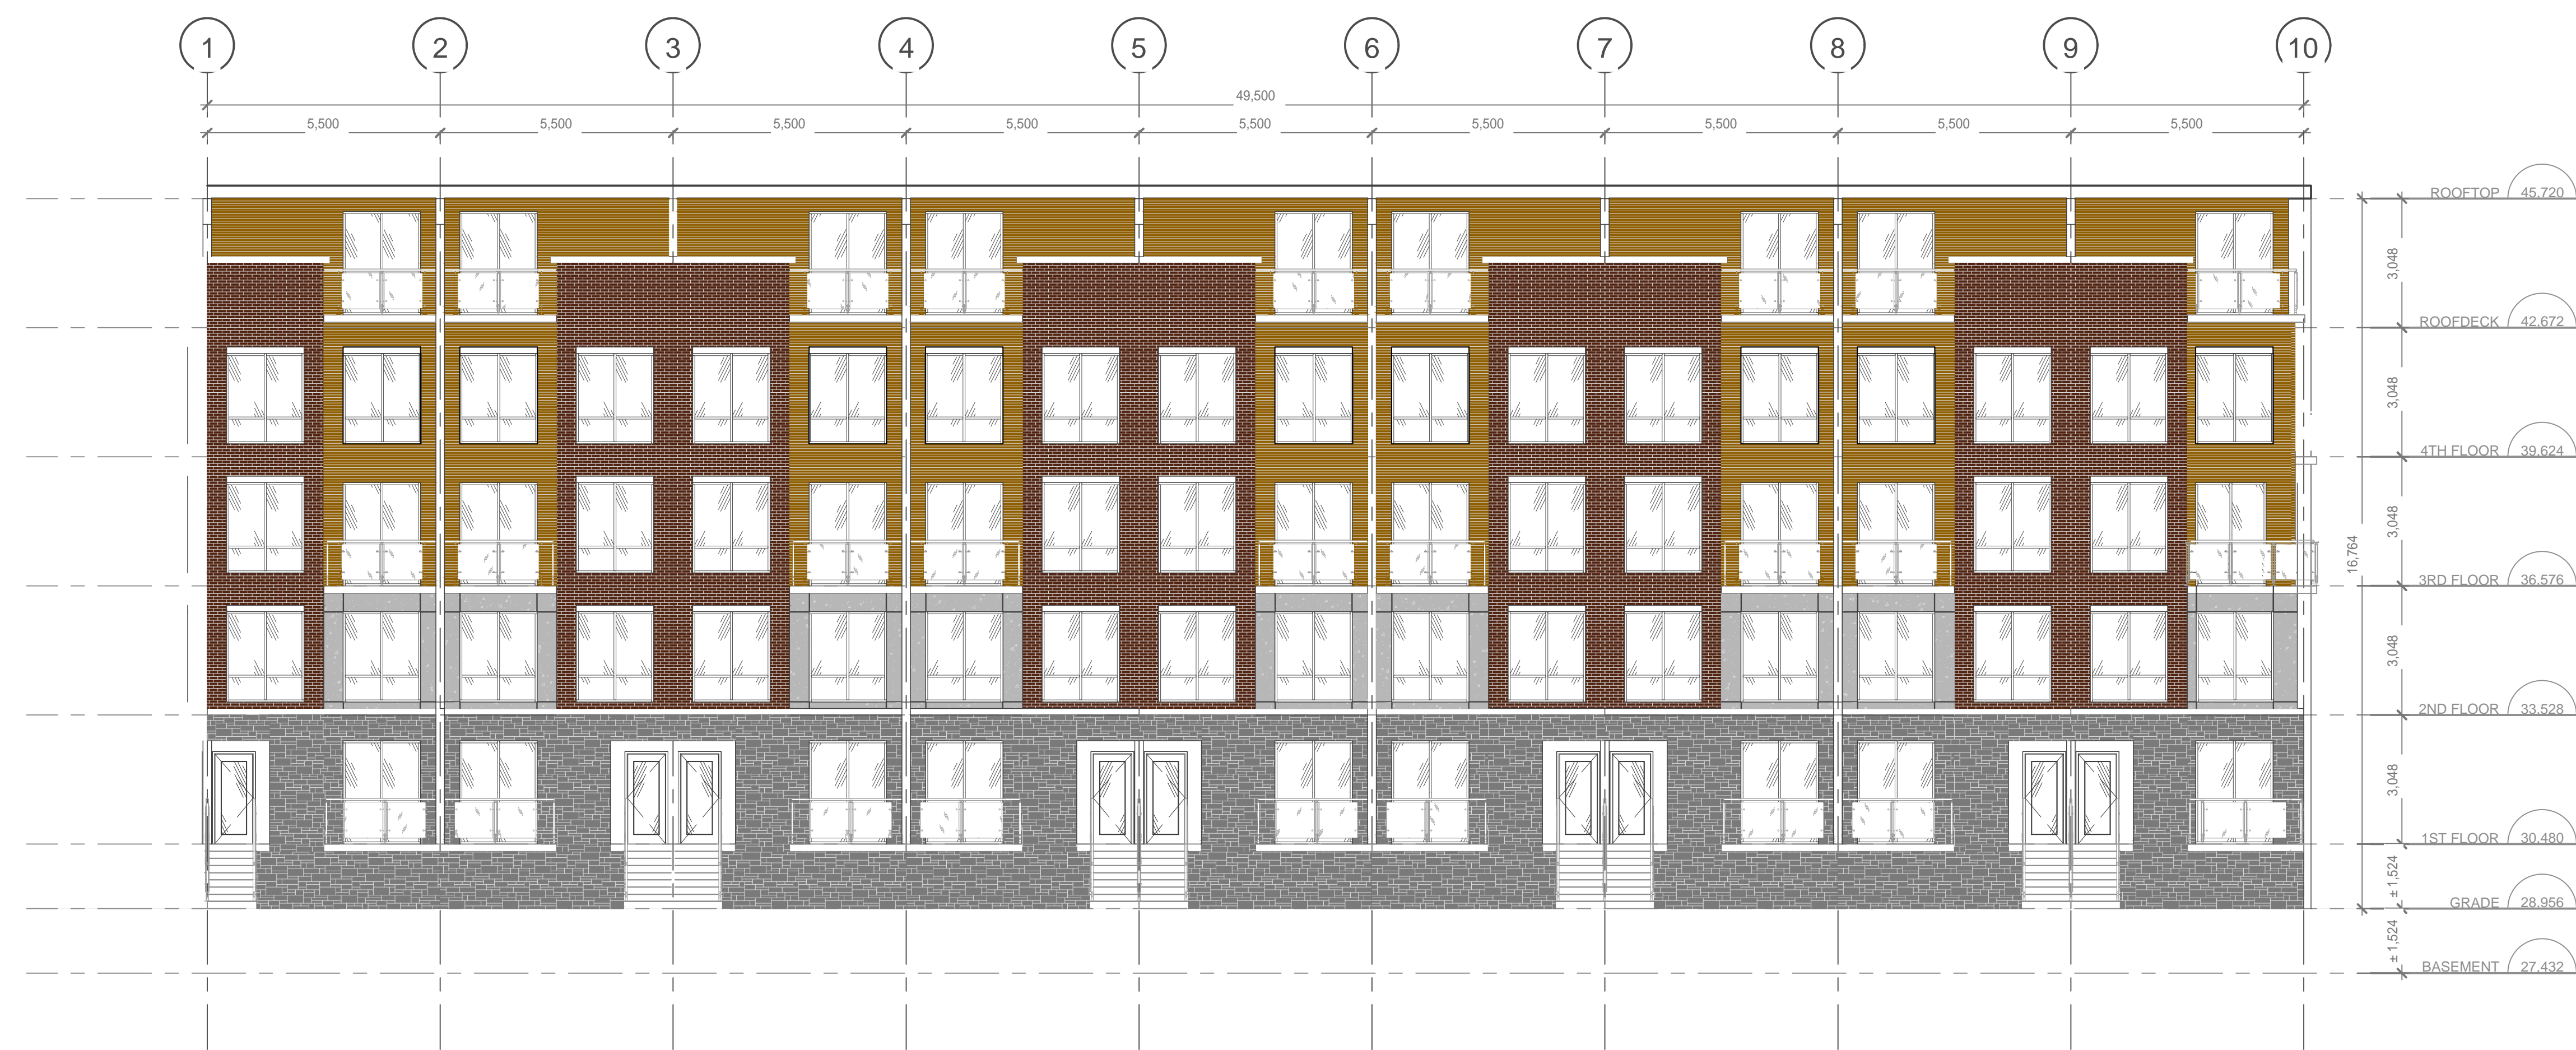 1 2 3 4 5 6 7 8 9 10
49,500
5,500 5,500 5,500 5,500 5,500 5,500 5,500 5,500 5,500
ROOFTOP 45.720
3,048
ROOFDECK 42.672
3,048
4TH FLOOR 39.624
3,048
16,764
3RD FLOOR 36.576
3,048
2ND FLOOR 33.528
3,048
1ST FLOOR 30.480
± 1,524
GRADE 28.956
± 1,524
BASEMENT 27.432